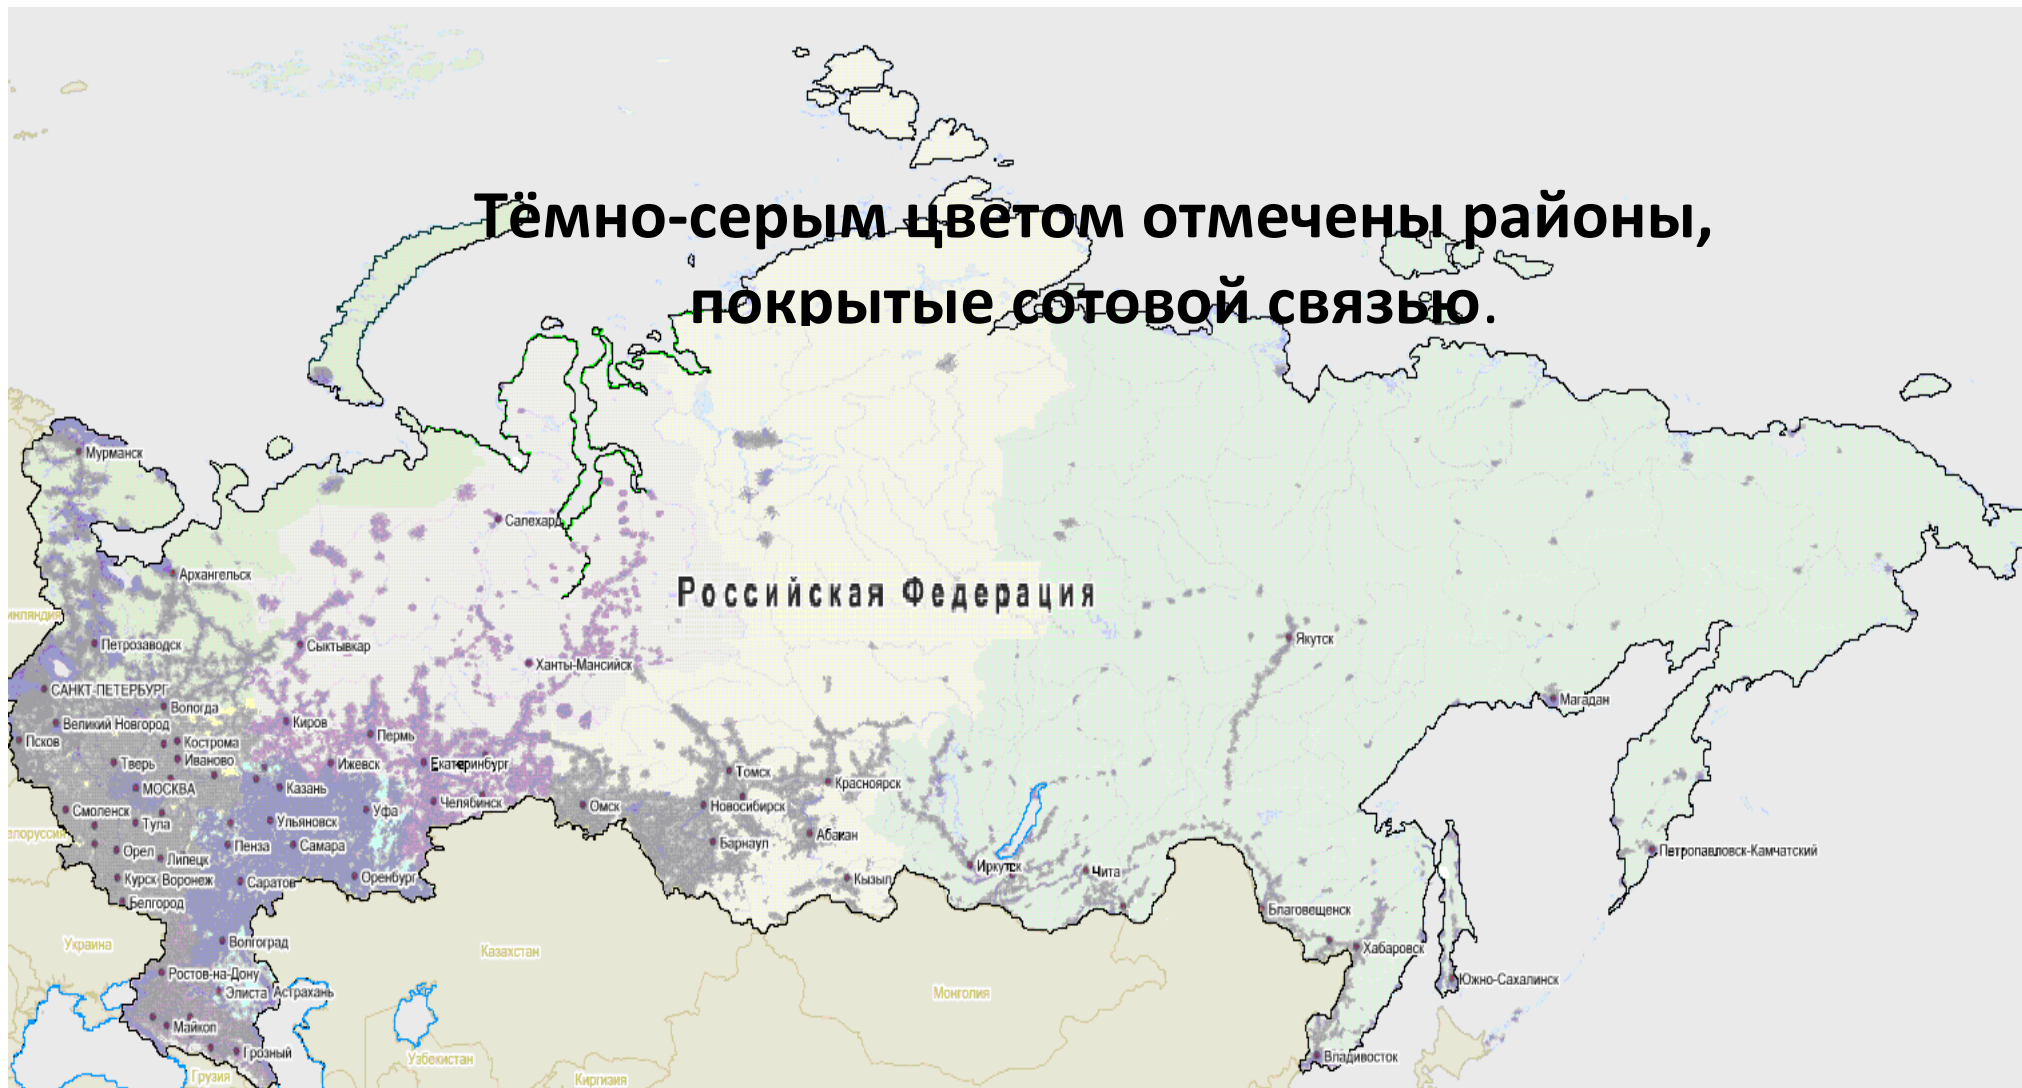 Тёмно-серым цветом отмечены районы,
покрытые сотовой связью.
Мурманск
Салехард
Архангельск
Российская Федерация
инляндия
Петрозаводск
Сыктывкар
Якутск
Ханты-Мансийск
САНКТ-ПЕТЕРБУРГ
Вологда
Магадан
Великий Новгород
Киров
Псков
Кострома
Пермь
Тверь
Иваново
Ижевск
Екатеринбург
Томск
МОСКВА
Казань
Красноярск
Смоленск
Тула
Уфа
Челябинск
Омск
Новосибирск
елоруссия
Ульяновск
Пенза
Самара
Барнаул
Абакан
Орел
Липецк
Иркутск
Чита
Петропавловск-Камчатский
Курск
Воронеж
Саратов
Оренбург
Кызыл
Белгород
Благовещенск
Украина
Волгоград
Казахстан
Хабаровск
Ростов-на-Дону
Элиста
Астрахань
Монголия
Южно-Сахалинск
Майкоп
Грозный
Узбекистан
Владивосток
Грузия
Киргизия